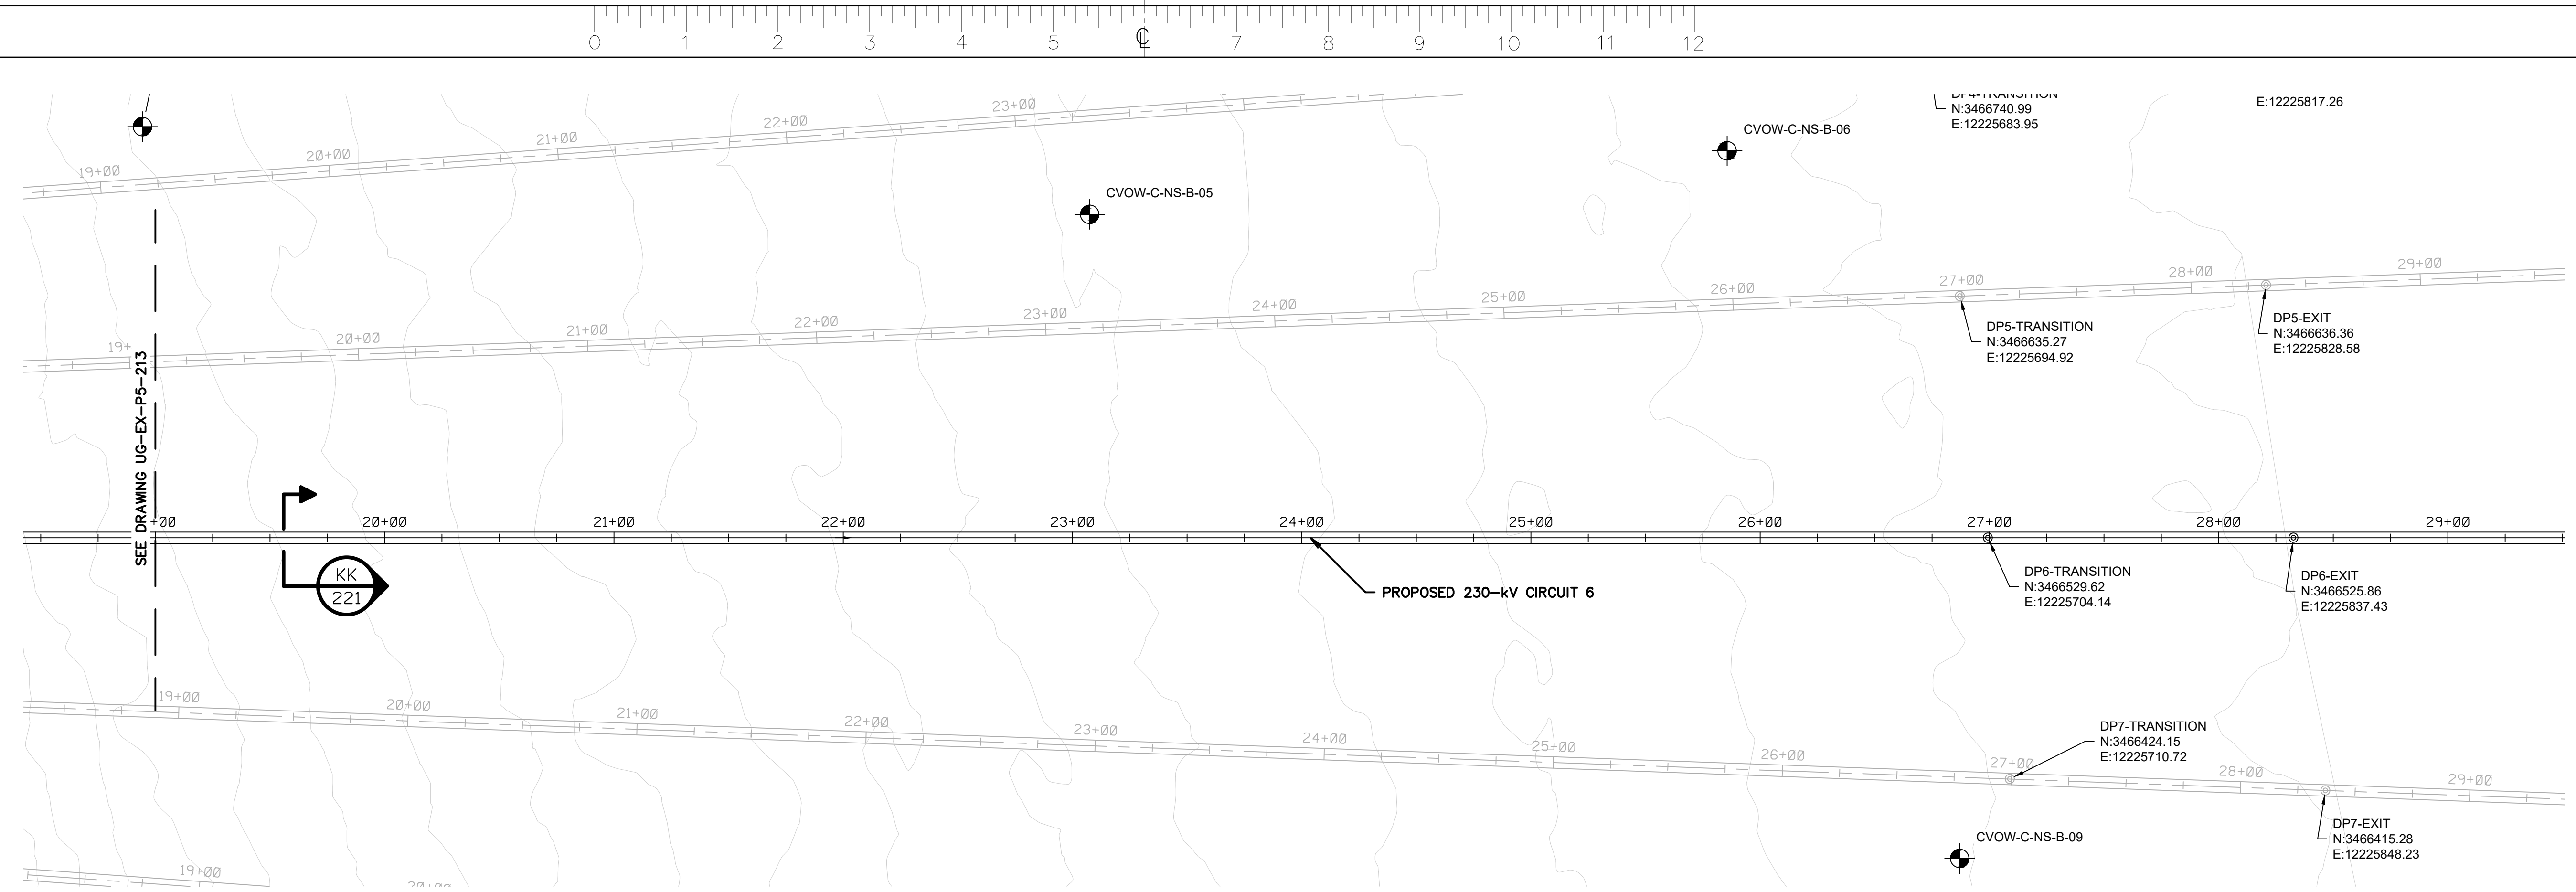 0 1 2 3 4 5 ℄ 7 8 9 10 11 12
N:3466740.99
E:12225683.95
E:12225817.26
CVOW-C-NS-B-06
CVOW-C-NS-B-05
19+00 20+00 21+00 22+00 23+00
19+ 20+00 21+00 22+00 23+00 24+00 25+00 26+00 27+00 28+00 29+00
DP5-TRANSITION
N:3466635.27
E:12225694.92
DP5-EXIT
N:3466636.36
E:12225828.58
SEE DRAWING UG-EX-P5-213
+00 20+00 21+00 22+00 23+00 24+00 25+00 26+00 27+00 28+00 29+00
KK
221
PROPOSED 230-kV CIRCUIT 6
DP6-TRANSITION
N:3466529.62
E:12225704.14
DP6-EXIT
N:3466525.86
E:12225837.43
19+00 20+00 21+00 22+00 23+00 24+00 25+00 26+00 27+00 28+00 29+00
DP7-TRANSITION
N:3466424.15
E:12225710.72
DP7-EXIT
N:3466415.28
E:12225848.23
CVOW-C-NS-B-09
19+00